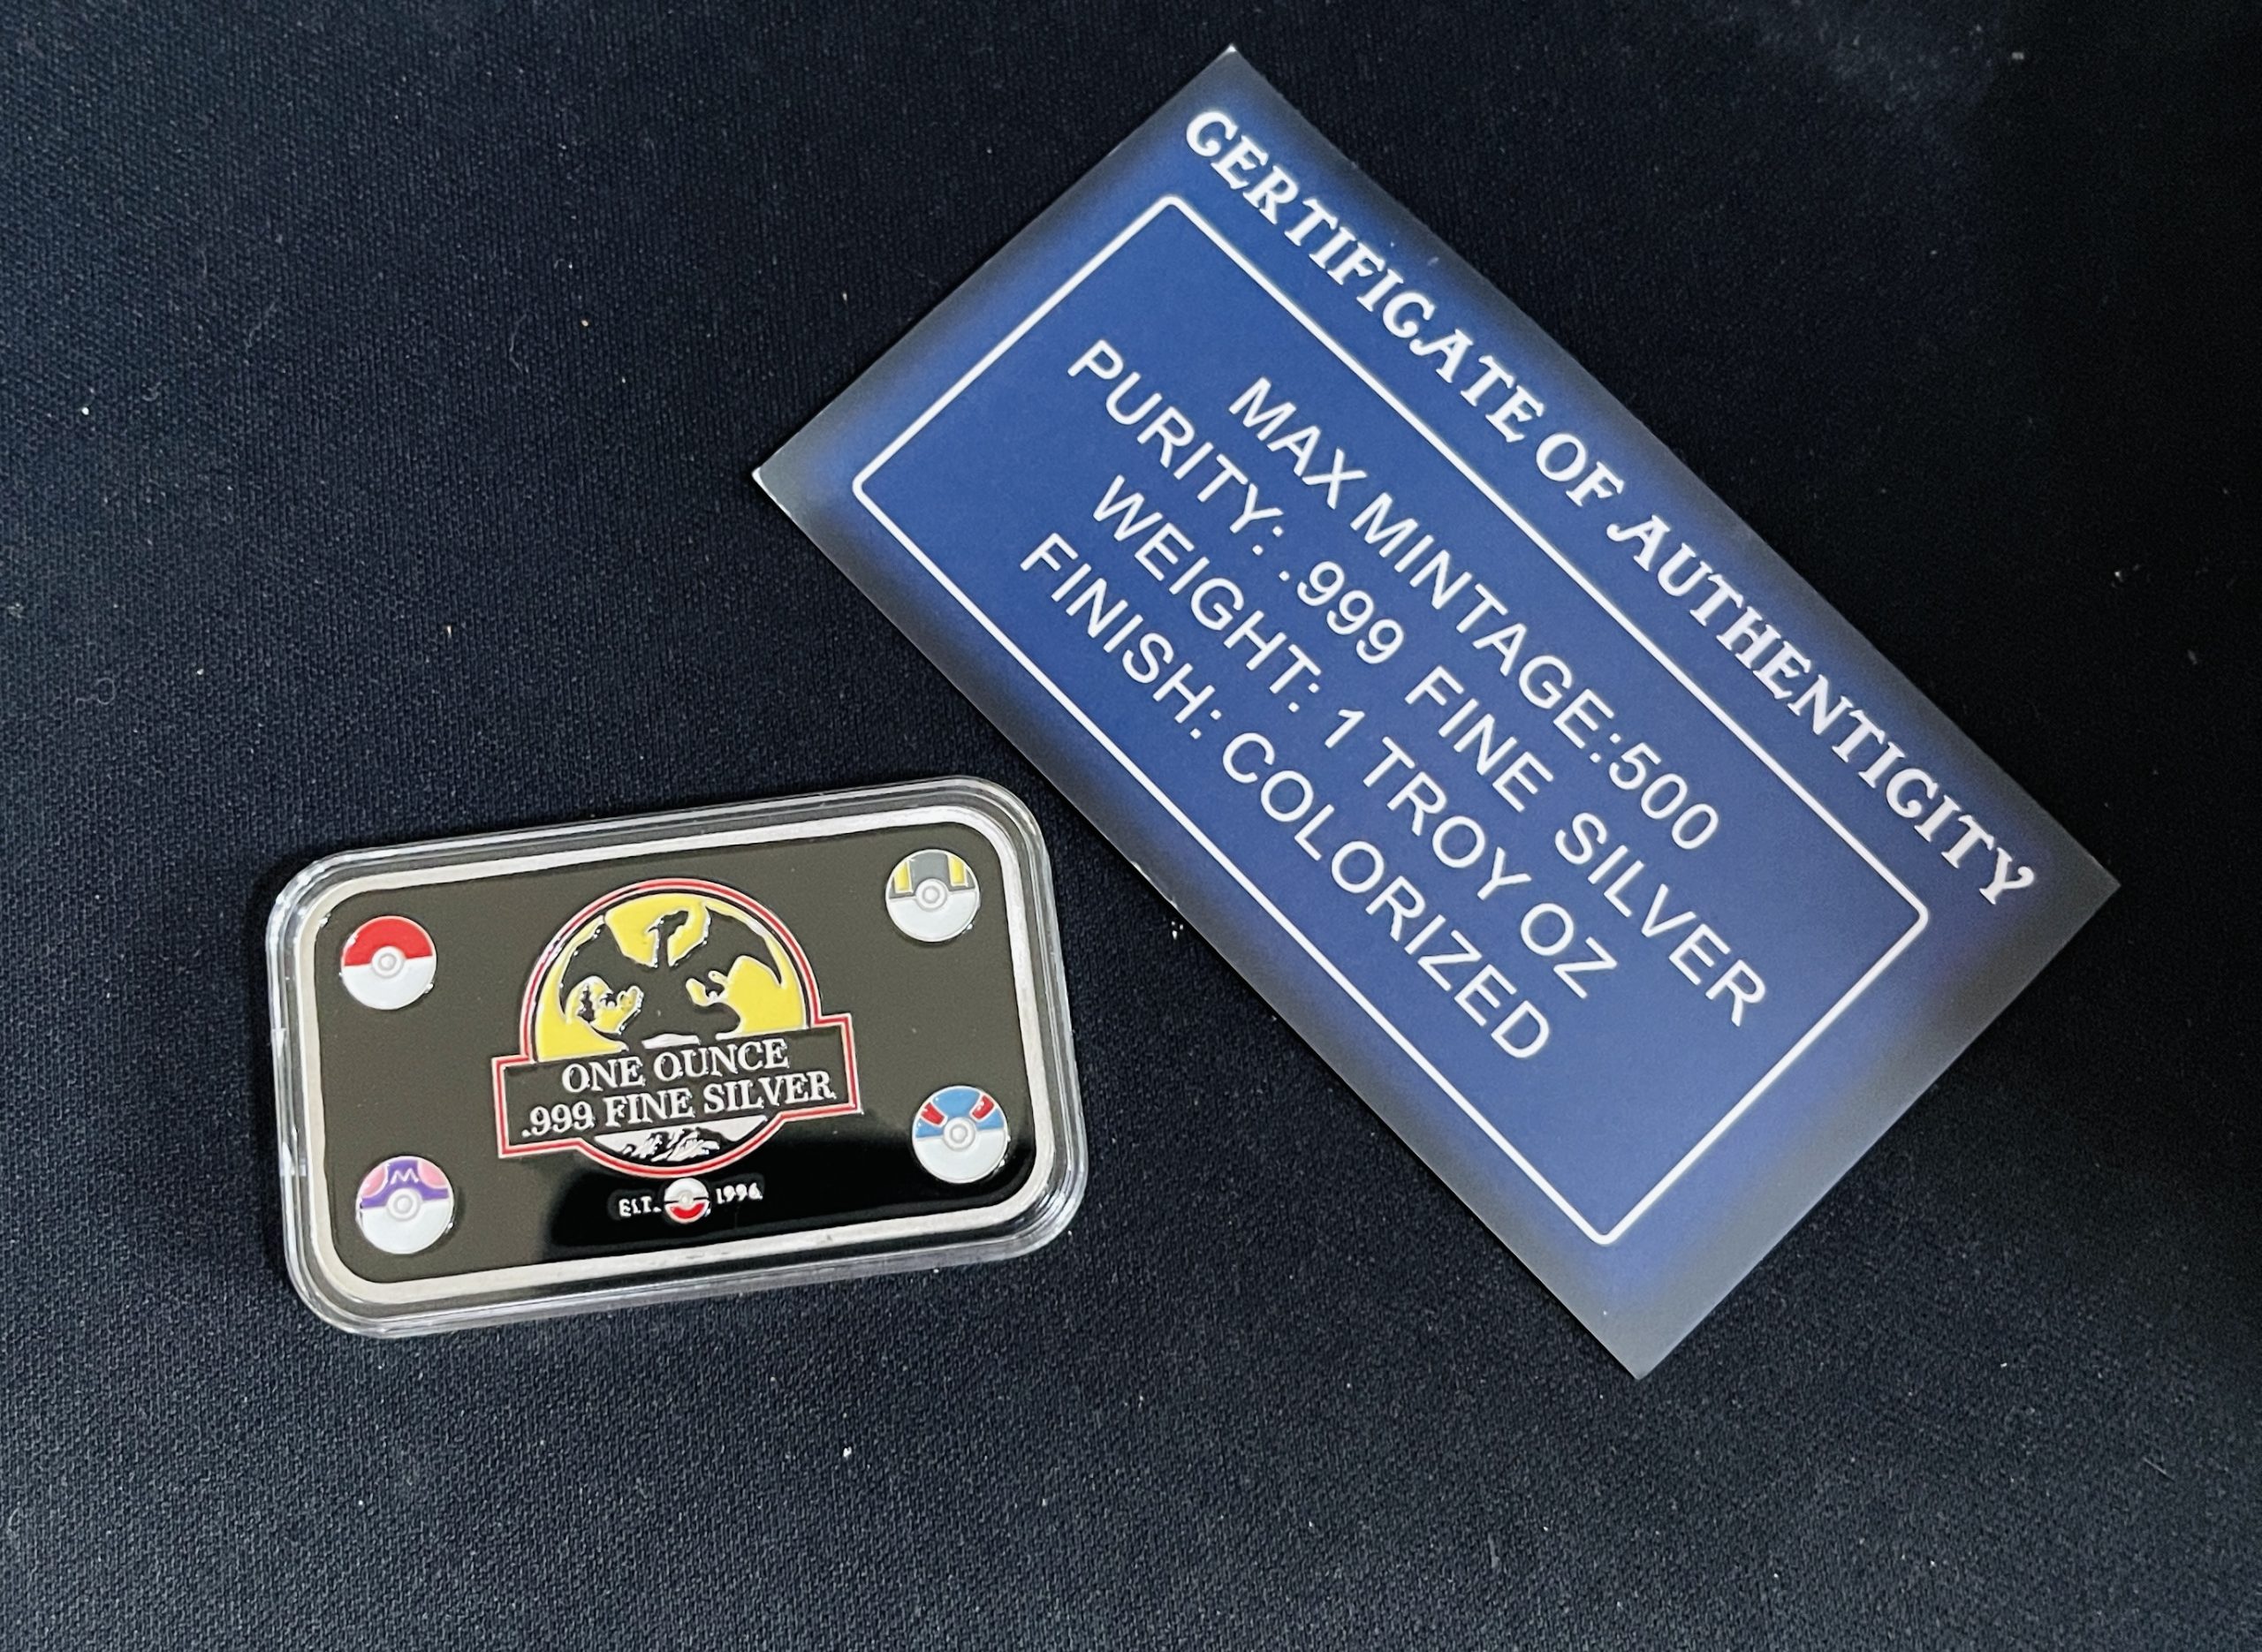 CERTIFICATE OF AUTHENTICITY
MAX MINTAGE:500
PURITY: .999 FINE SILVER
WEIGHT: 1 TROY OZ
FINISH: COLORIZED
ONE OUNCE
.999 FINE SILVER
EST. 1996
M